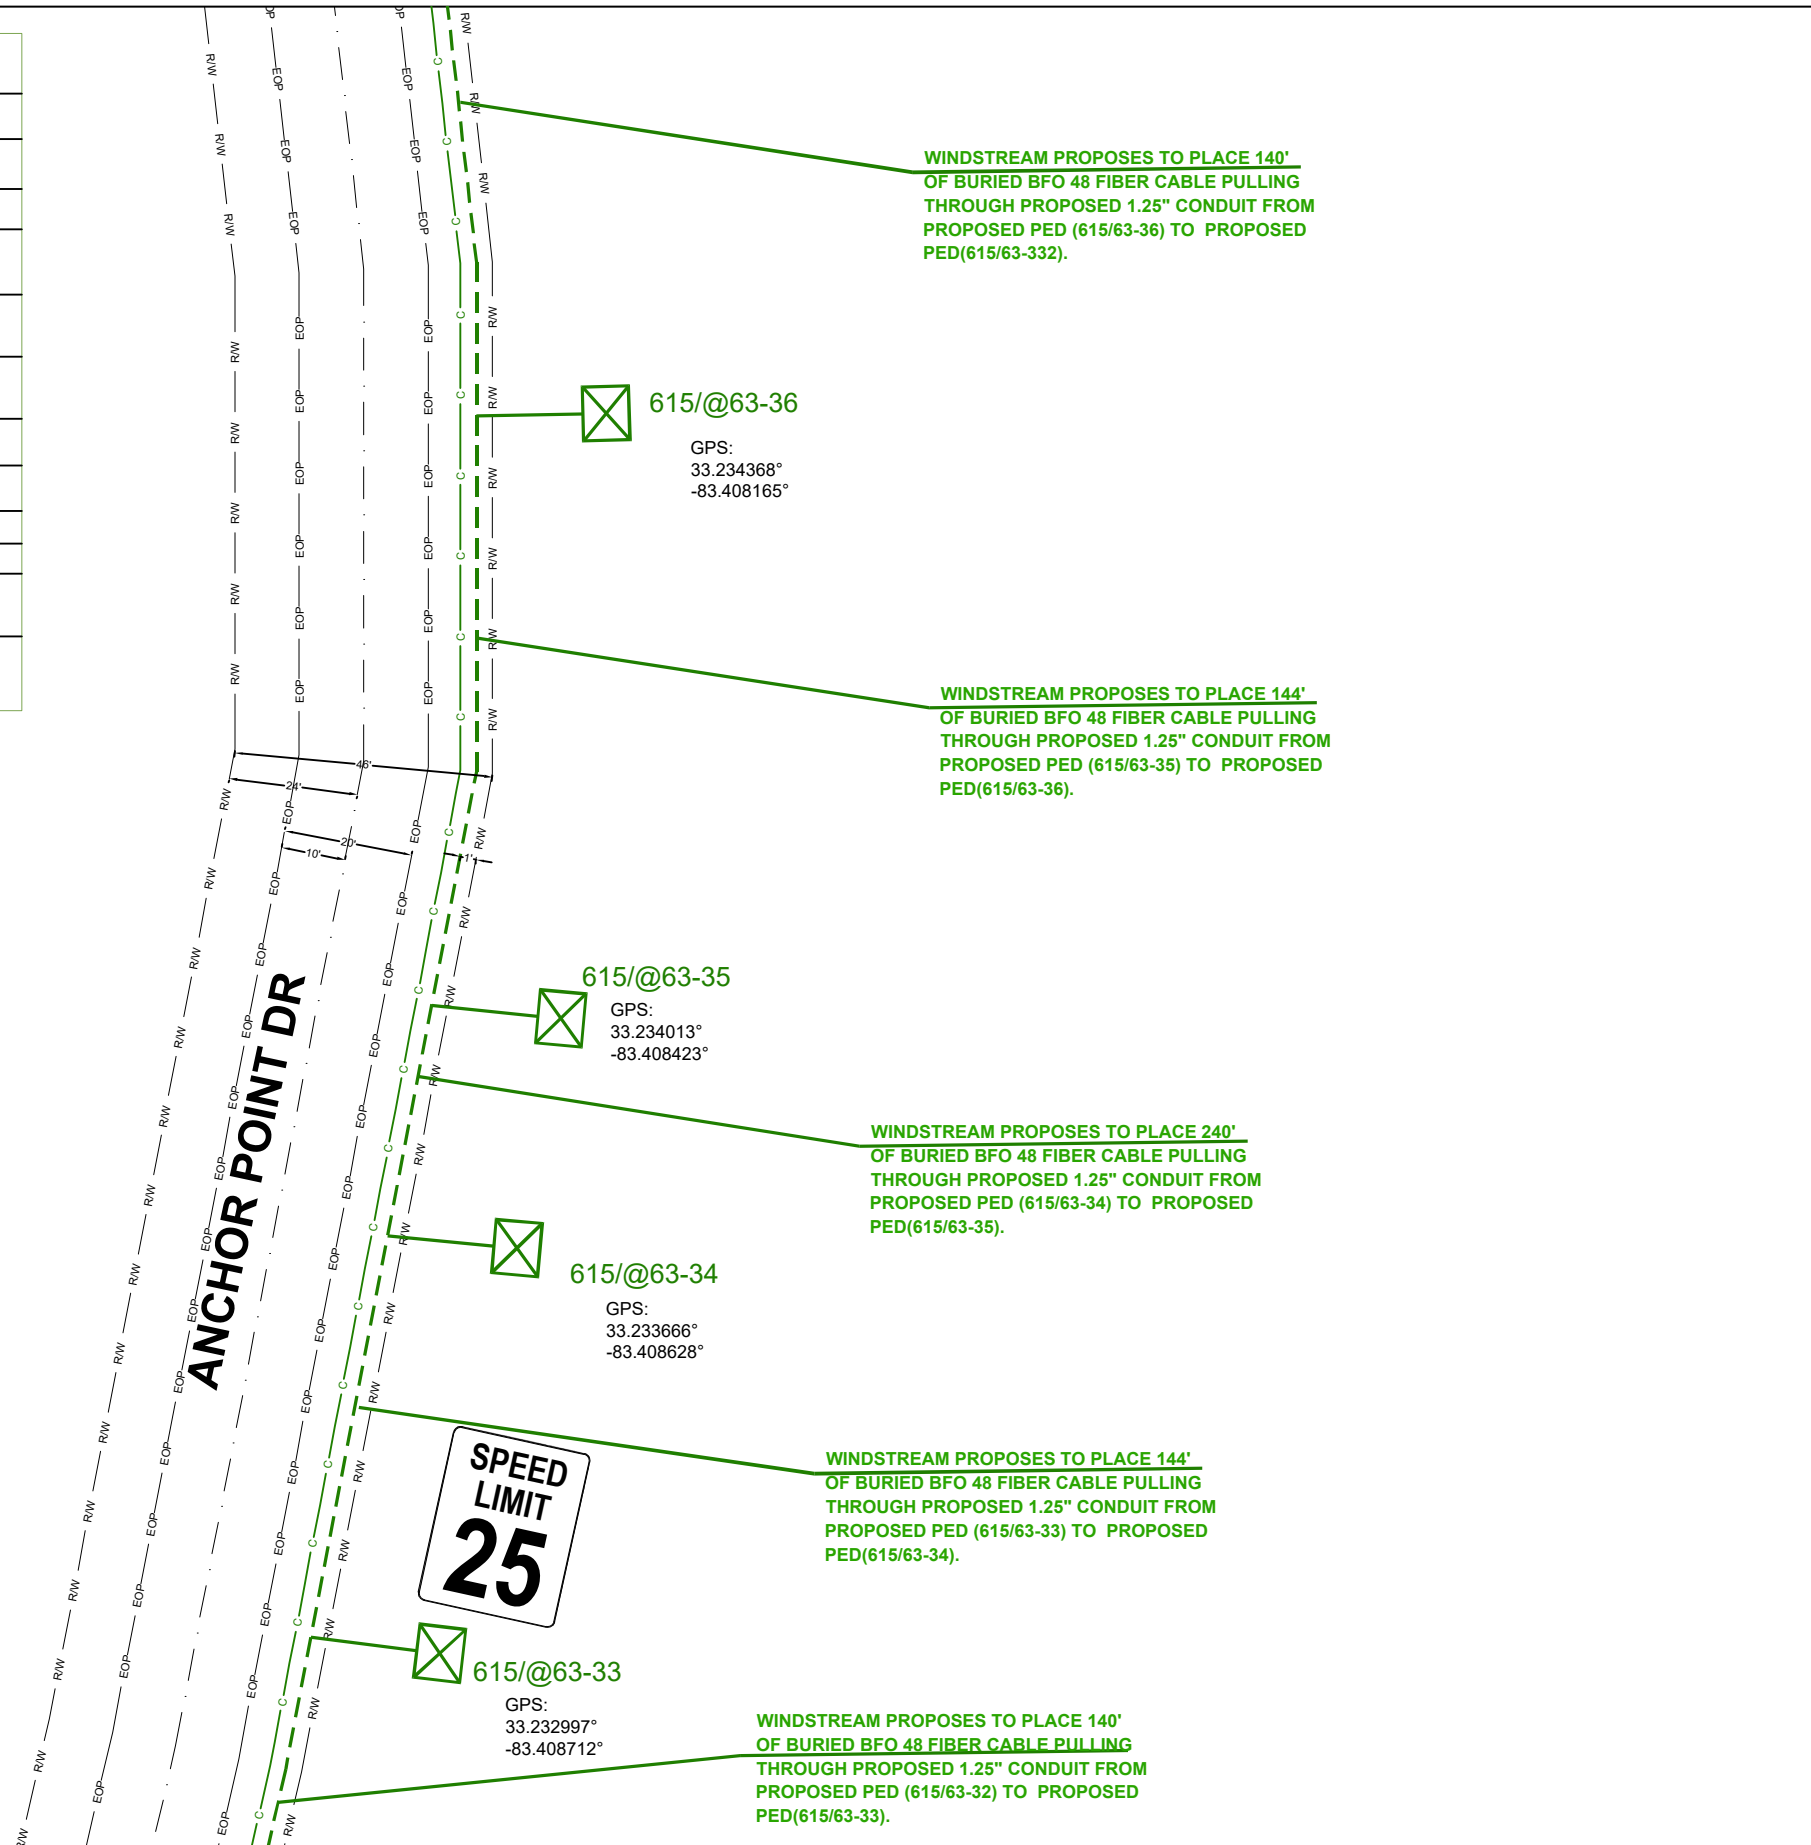 WINDSTREAM PROPOSES TO PLACE 140'
OF BURIED BFO 48 FIBER CABLE PULLING
THROUGH PROPOSED 1.25" CONDUIT FROM
PROPOSED PED (615/63-36) TO PROPOSED
PED(615/63-332).
615/@63-36
GPS:
33.234368°
-83.408165°
WINDSTREAM PROPOSES TO PLACE 144'
OF BURIED BFO 48 FIBER CABLE PULLING
THROUGH PROPOSED 1.25" CONDUIT FROM
PROPOSED PED (615/63-35) TO PROPOSED
PED(615/63-36).
46'
24'
20'
10'
1'
615/@63-35
GPS:
33.234013°
-83.408423°
ANCHOR POINT DR
WINDSTREAM PROPOSES TO PLACE 240'
OF BURIED BFO 48 FIBER CABLE PULLING
THROUGH PROPOSED 1.25" CONDUIT FROM
PROPOSED PED (615/63-34) TO PROPOSED
PED(615/63-35).
615/@63-34
GPS:
33.233666°
-83.408628°
SPEED
LIMIT
25
WINDSTREAM PROPOSES TO PLACE 144'
OF BURIED BFO 48 FIBER CABLE PULLING
THROUGH PROPOSED 1.25" CONDUIT FROM
PROPOSED PED (615/63-33) TO PROPOSED
PED(615/63-34).
615/@63-33
GPS:
33.232997°
-83.408712°
WINDSTREAM PROPOSES TO PLACE 140'
OF BURIED BFO 48 FIBER CABLE PULLING
THROUGH PROPOSED 1.25" CONDUIT FROM
PROPOSED PED (615/63-32) TO PROPOSED
PED(615/63-33).
R/W
EOP
EOP
C
R/W